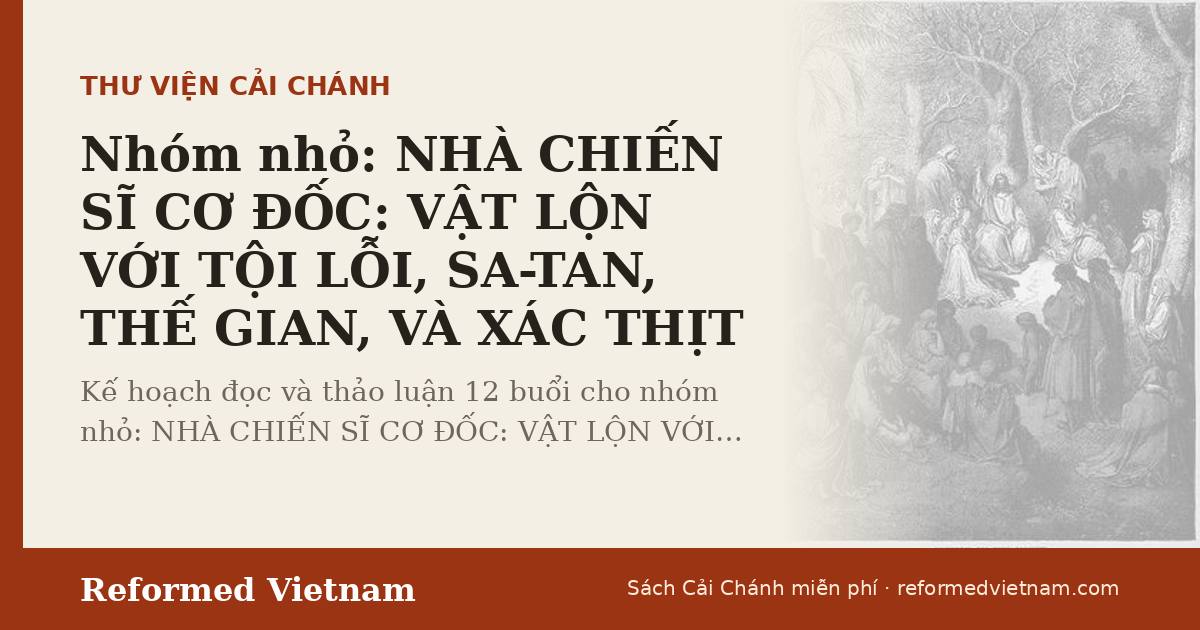 THƯ VIỆN CẢI CHÁNH
Nhóm nhỏ: NHÀ CHIẾN
SĨ CƠ ĐỐC: VẬT LỘN
VỚI TỘI LỖI, SA-TAN,
THẾ GIAN, VÀ XÁC THỊT
Kế hoạch đọc và thảo luận 12 buổi cho nhóm
nhỏ: NHÀ CHIẾN SĨ CƠ ĐỐC: VẬT LỘN VỚI...
Reformed Vietnam
Sách Cải Chánh miễn phí · reformedvietnam.com